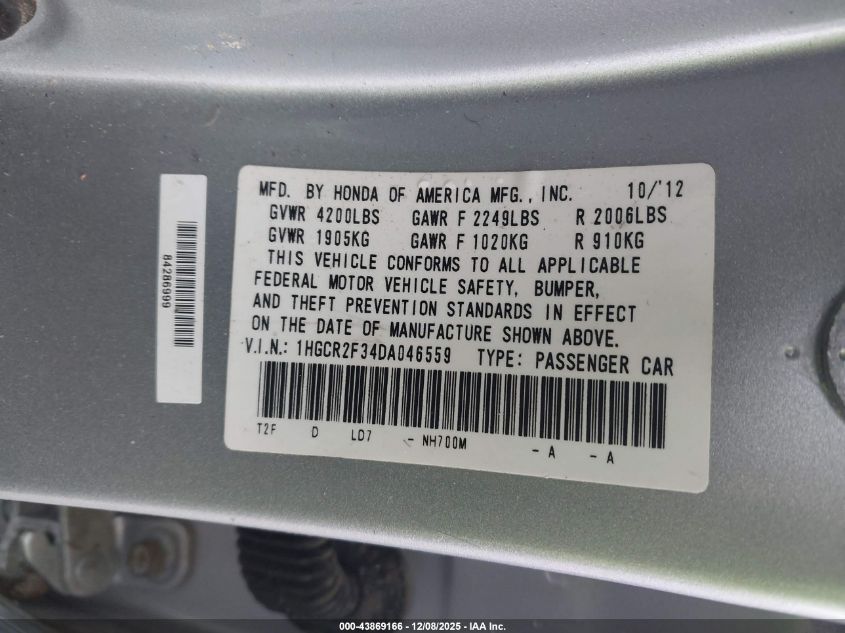 MFD. BY HONDA OF AMERICA MFG., INC. 10/'12
GVWR 4200LBS GAWR F 2249LBS R 2006LBS
GVWR 1905KG GAWR F 1020KG R 910KG
THIS VEHICLE CONFORMS TO ALL APPLICABLE
FEDERAL MOTOR VEHICLE SAFETY, BUMPER,
AND THEFT PREVENTION STANDARDS IN EFFECT
ON THE DATE OF MANUFACTURE SHOWN ABOVE.
V.I.N.: 1HGCR2F34DA046559 TYPE: PASSENGER CAR
T2F D LD7 - NH700M - A - A
84286999
000-43869166 - 12/08/2025 - IAA Inc.